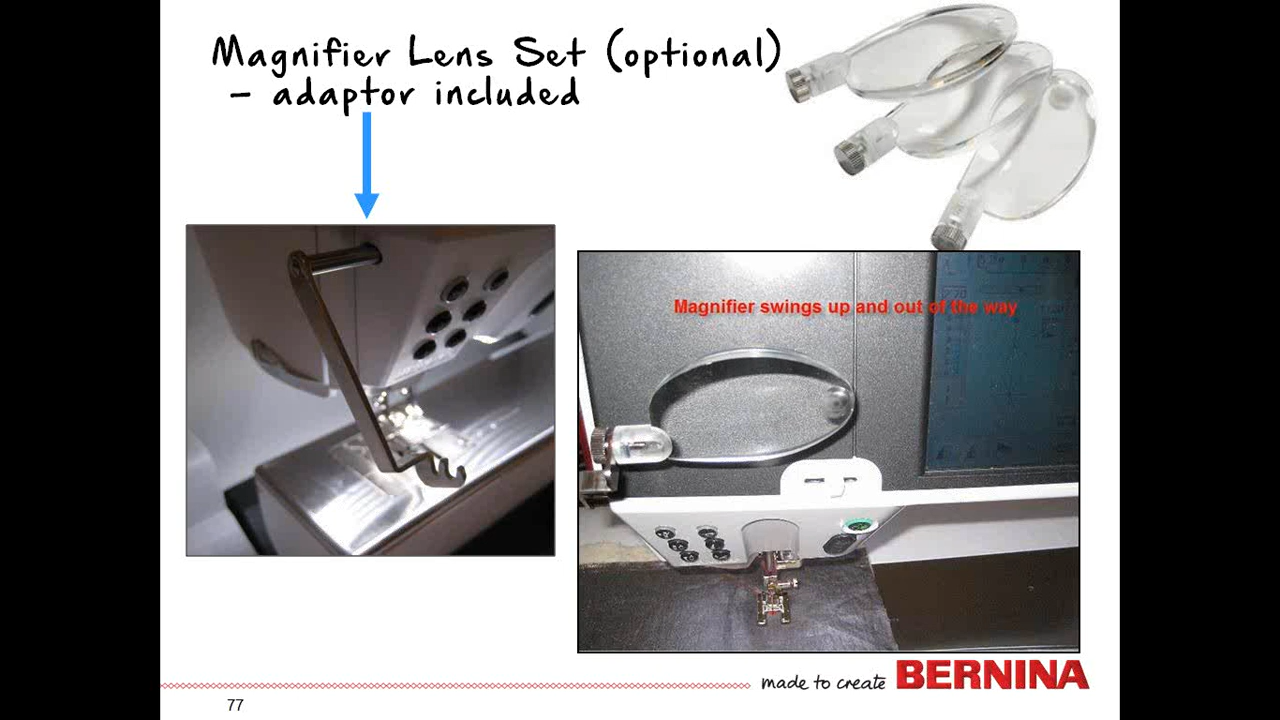 Magnifier Lens Set (optional)
– adaptor included
Magnifier swings up and out of the way
made to create BERNINA
77